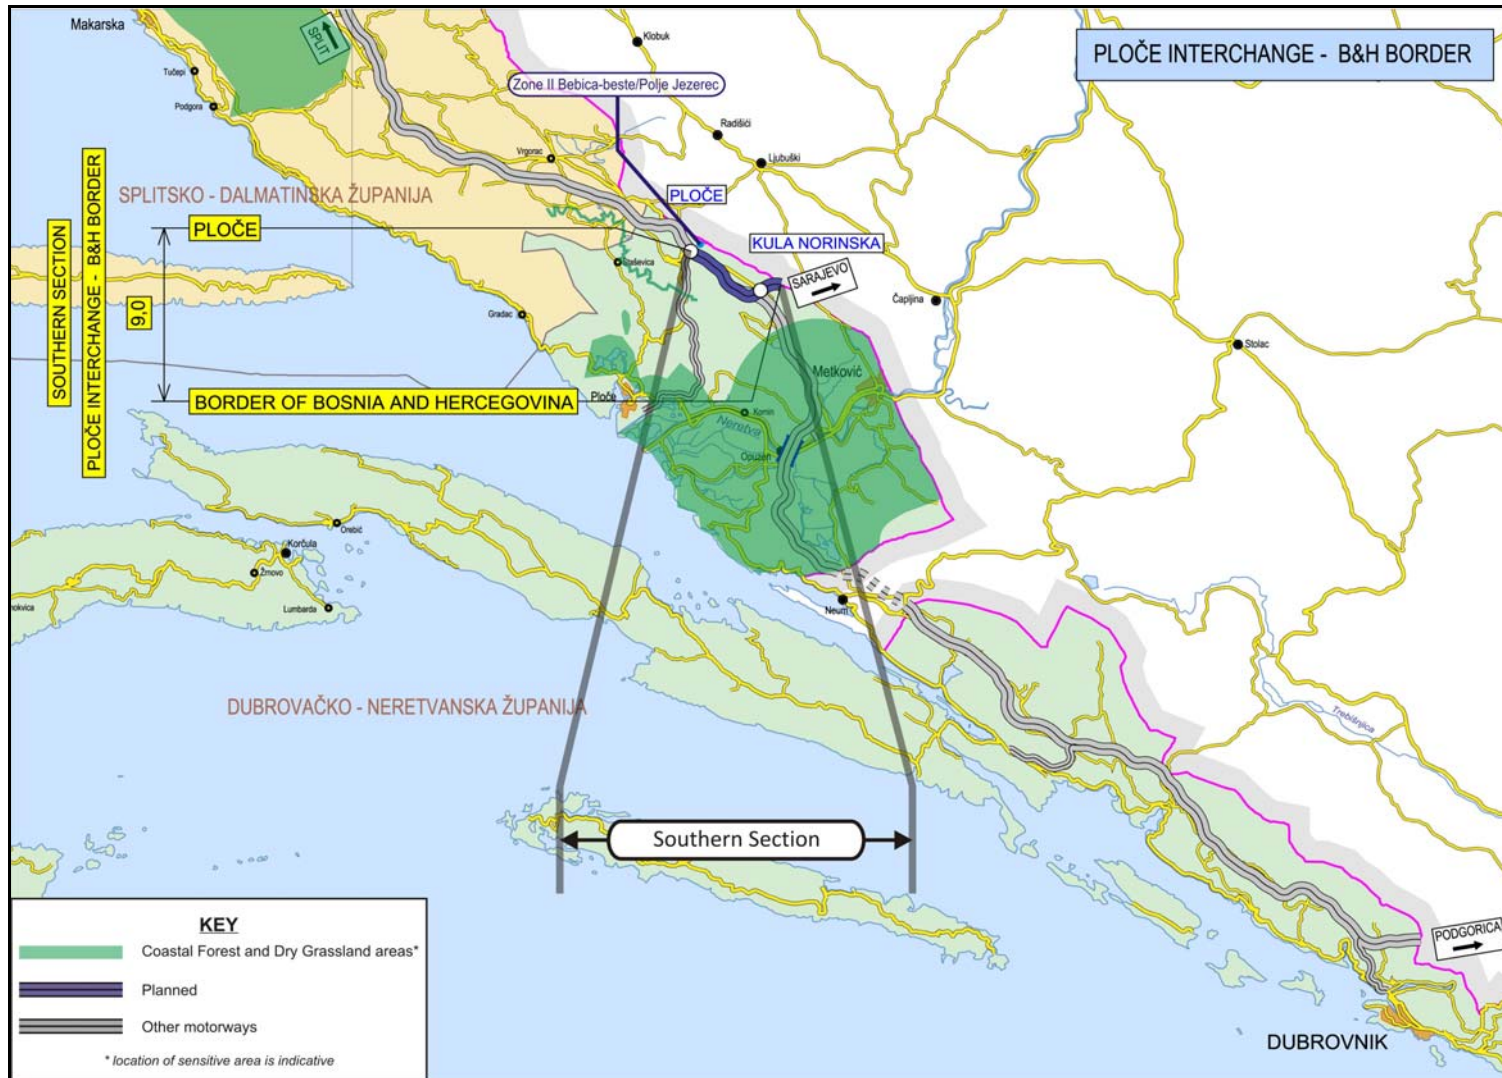 Makarska
SPLIT
Klobuk
PLOČE INTERCHANGE - B&H BORDER
Tučepi
Zone II Bebica-beste/Polje Jezerec
Podgora
Radišići
Vrgorac
Ljubuški
SPLITSKO - DALMATINSKA ŽUPANIJA
PLOČE
PLOČE
KULA NORINSKA
SOUTHERN SECTION
PLOČE INTERCHANGE - B&H BORDER
9,0
SARAJEVO
Čapljina
Gradac
Stolac
Metković
BORDER OF BOSNIA AND HERCEGOVINA
Ploče
Komin
Neretva
Opuzen
Orebić
Korčula
Žrnovo
Lumbarda
Neum
DUBROVAČKO - NERETVANSKA ŽUPANIJA
Trebišnjica
Southern Section
KEY
Coastal Forest and Dry Grassland areas*
Planned
Other motorways
* location of sensitive area is indicative
PODGORICA
DUBROVNIK